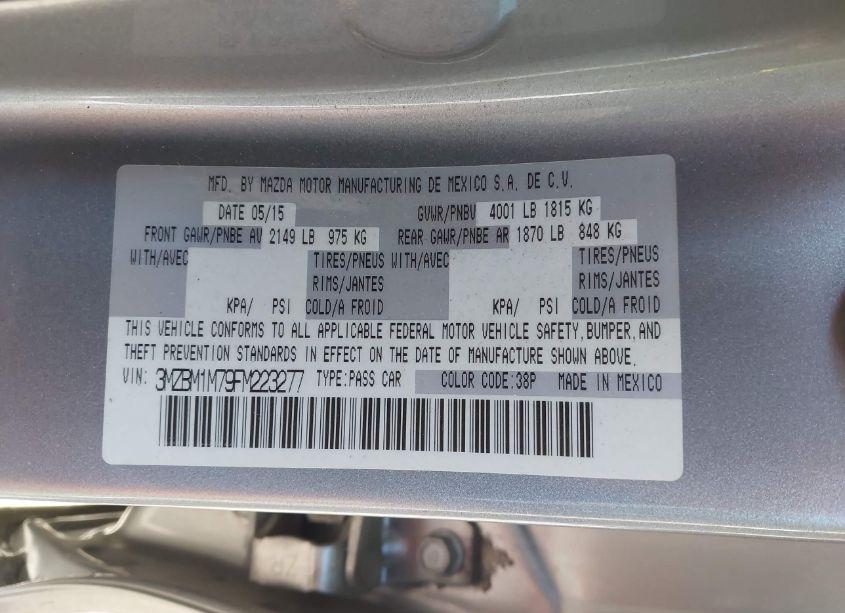 MFD. BY MAZDA MOTOR MANUFACTURING DE MEXICO S.A. DE C.V.
DATE 05/15 GVWR/PNBV 4001 LB 1815 KG
FRONT GAWR/PNBE AV 2149 LB 975 KG REAR GAWR/PNBE AR 1870 LB 848 KG
WITH/AVEC TIRES/PNEUS WITH/AVEC TIRES/PNEUS
RIMS/JANTES RIMS/JANTES
KPA/ PSI COLD/A FROID KPA/ PSI COLD/A FROID
THIS VEHICLE CONFORMS TO ALL APPLICABLE FEDERAL MOTOR VEHICLE SAFETY, BUMPER, AND
THEFT PREVENTION STANDARDS IN EFFECT ON THE DATE OF MANUFACTURE SHOWN ABOVE.
VIN: 3MZBM1M79FM223277 TYPE:PASS CAR COLOR CODE:38P MADE IN MEXICO